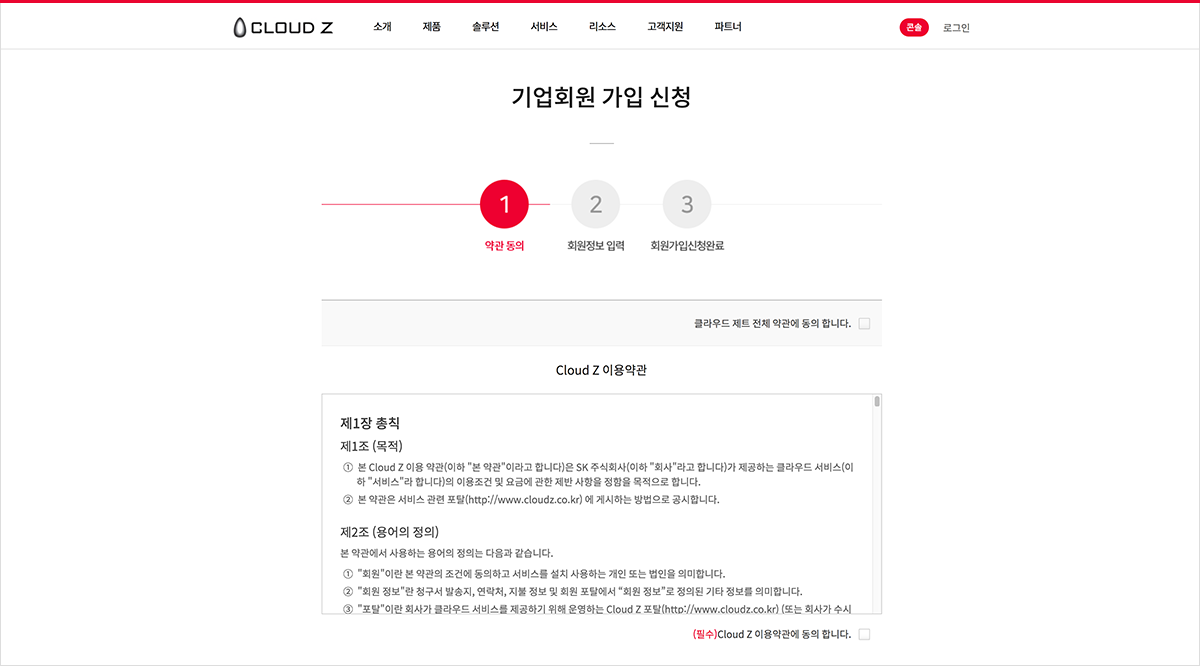 CLOUD Z 소개 제품 솔루션 서비스 리소스 고객지원 파트너 콘솔 로그인
기업회원 가입 신청
1 2 3
약관 동의 회원정보 입력 회원가입신청완료
클라우드 제트 전체 약관에 동의 합니다.
Cloud Z 이용약관
제1장 총칙
제1조 (목적)
① 본 Cloud Z 이용 약관(이하 "본 약관"이라고 합니다)은 SK 주식회사(이하 "회사"라고 합니다)가 제공하는 클라우드 서비스(이
하 "서비스"라 합니다)의 이용조건 및 요금에 관한 제반 사항을 정함을 목적으로 합니다.
② 본 약관은 서비스 관련 포탈(http://www.cloudz.co.kr) 에 게시하는 방법으로 공시합니다.
제2조 (용어의 정의)
본 약관에서 사용하는 용어의 정의는 다음과 같습니다.
① "회원"이란 본 약관의 조건에 동의하고 서비스를 설치 사용하는 개인 또는 법인을 의미합니다.
② "회원 정보"란 청구서 발송지, 연락처, 지불 정보 및 회원 포탈에서 “회원 정보”로 정의된 기타 정보를 의미합니다.
③ "포탈"이란 회사가 클라우드 서비스를 제공하기 위해 운영하는 Cloud Z 포탈(http://www.cloudz.co.kr) (또는 회사가 수시
(필수)Cloud Z 이용약관에 동의 합니다.